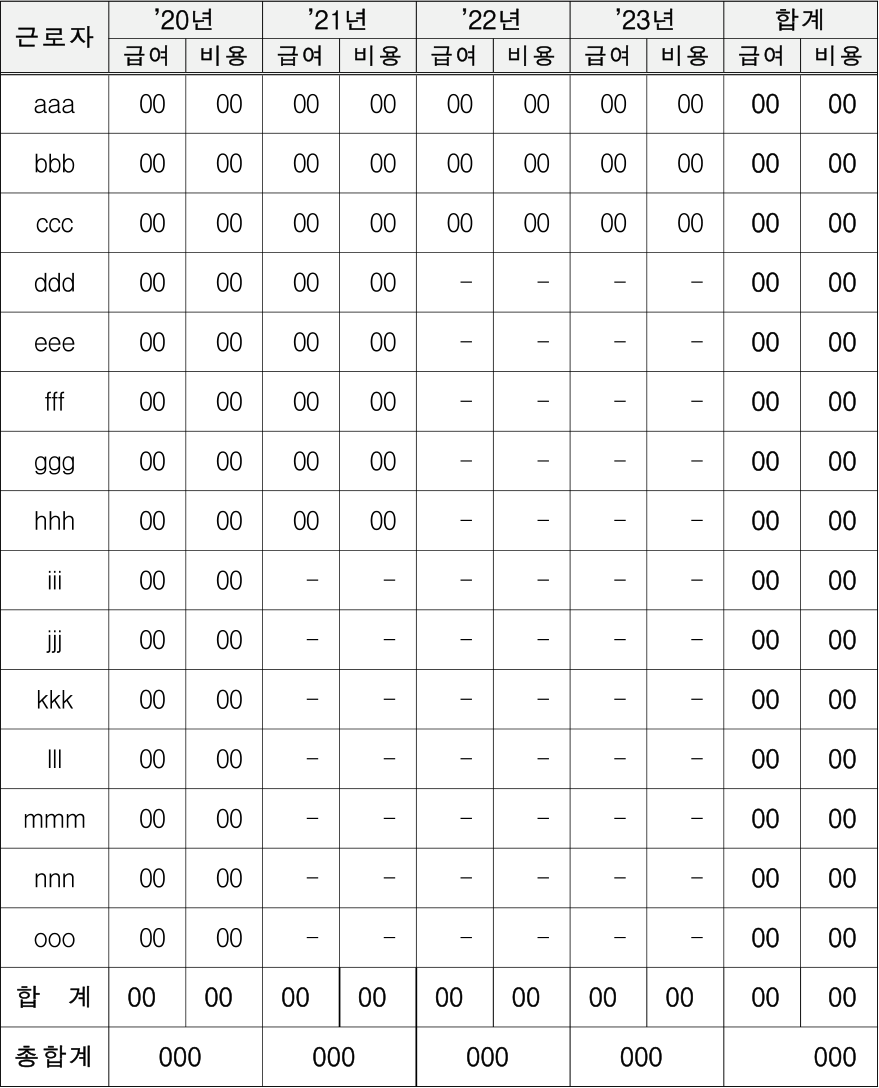 근로자 ’20년 ’21년 ’22년 ’23년 합계
급여 비용 급여 비용 급여 비용 급여 비용 급여 비용
aaa 00 00 00 00 00 00 00 00 00 00
bbb 00 00 00 00 00 00 00 00 00 00
ccc 00 00 00 00 00 00 00 00 00 00
ddd 00 00 00 00 – – – – 00 00
eee 00 00 00 00 – – – – 00 00
fff 00 00 00 00 – – – – 00 00
ggg 00 00 00 00 – – – – 00 00
hhh 00 00 00 00 – – – – 00 00
iii 00 00 – – – – – – 00 00
jjj 00 00 – – – – – – 00 00
kkk 00 00 – – – – – – 00 00
lll 00 00 – – – – – – 00 00
mmm 00 00 – – – – – – 00 00
nnn 00 00 – – – – – – 00 00
ooo 00 00 – – – – – – 00 00
합 계 00 00 00 00 00 00 00 00 00 00
총합계 000 000 000 000 000